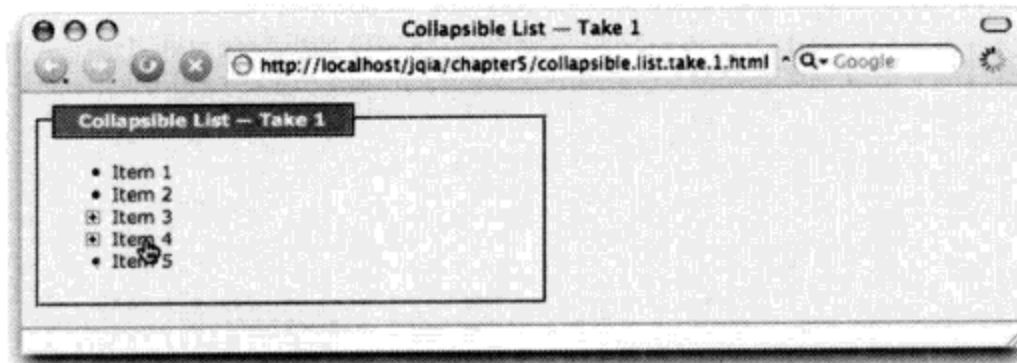 Collapsible List — Take 1
http://localhost/jqia/chapter5/collapsible.list.take.1.html
Google
Collapsible List — Take 1
Item 1
Item 2
Item 3
Item 4
Item 5